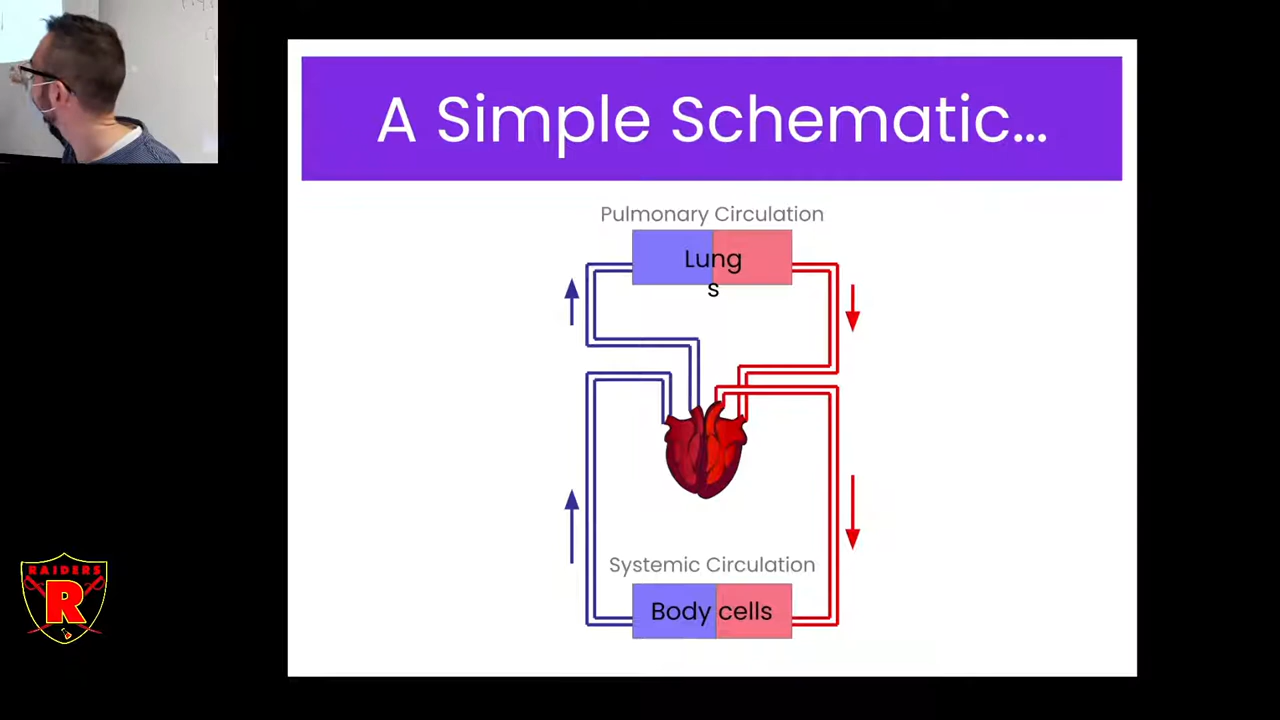 A Simple Schematic...
Pulmonary Circulation
Lung
s
Systemic Circulation
Body cells
RAIDERS
R